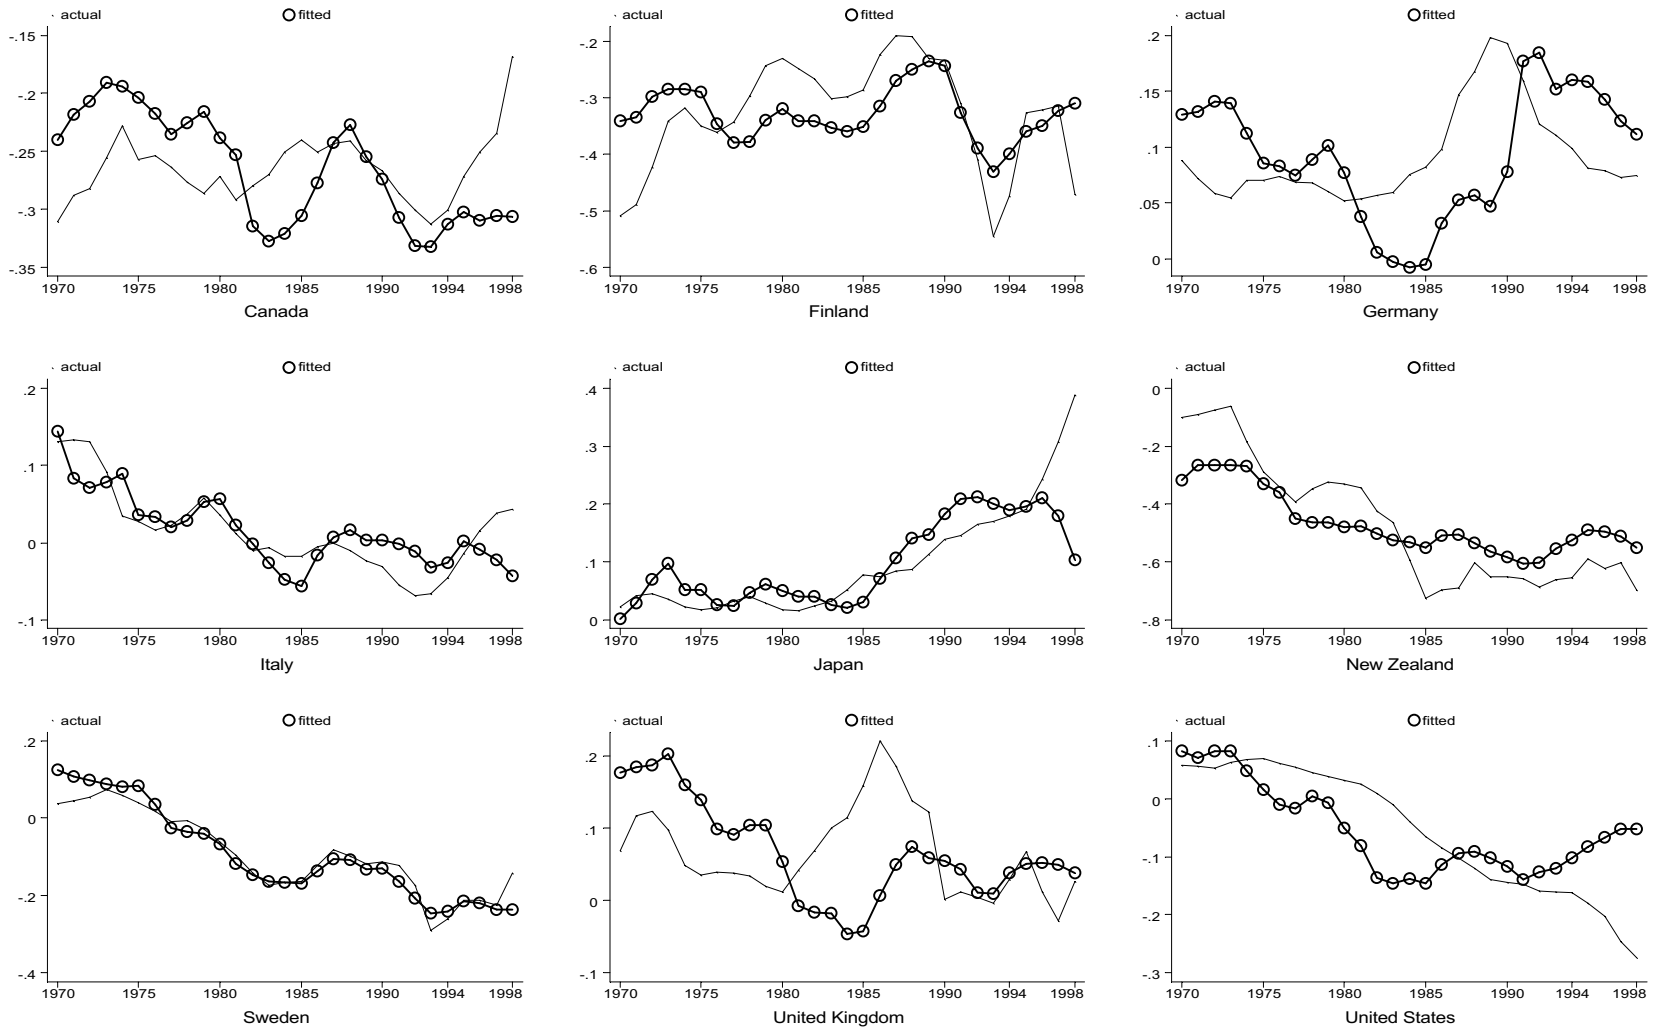 actual fitted actual fitted actual fitted
-.15 -.2 .2
-.2 -.3 .15
-.25 -.4 .1
-.3 -.5 .05
-.35 -.6 0
1970 1975 1980 1985 1990 1994 1998 1970 1975 1980 1985 1990 1994 1998 1970 1975 1980 1985 1990 1994 1998
Canada Finland Germany
actual fitted actual fitted actual fitted
.2 .4 0
.1 .3 -.2
0 .2 -.4
-.1 .1 -.6
0 -.8
1970 1975 1980 1985 1990 1994 1998 1970 1975 1980 1985 1990 1994 1998 1970 1975 1980 1985 1990 1994 1998
Italy Japan New Zealand
actual fitted actual fitted actual fitted
.2 .2 .1
0 .1 0
-.2 0 -.1
-.4 -.1 -.2
-.3
1970 1975 1980 1985 1990 1994 1998 1970 1975 1980 1985 1990 1994 1998 1970 1975 1980 1985 1990 1994 1998
Sweden United Kingdom United States